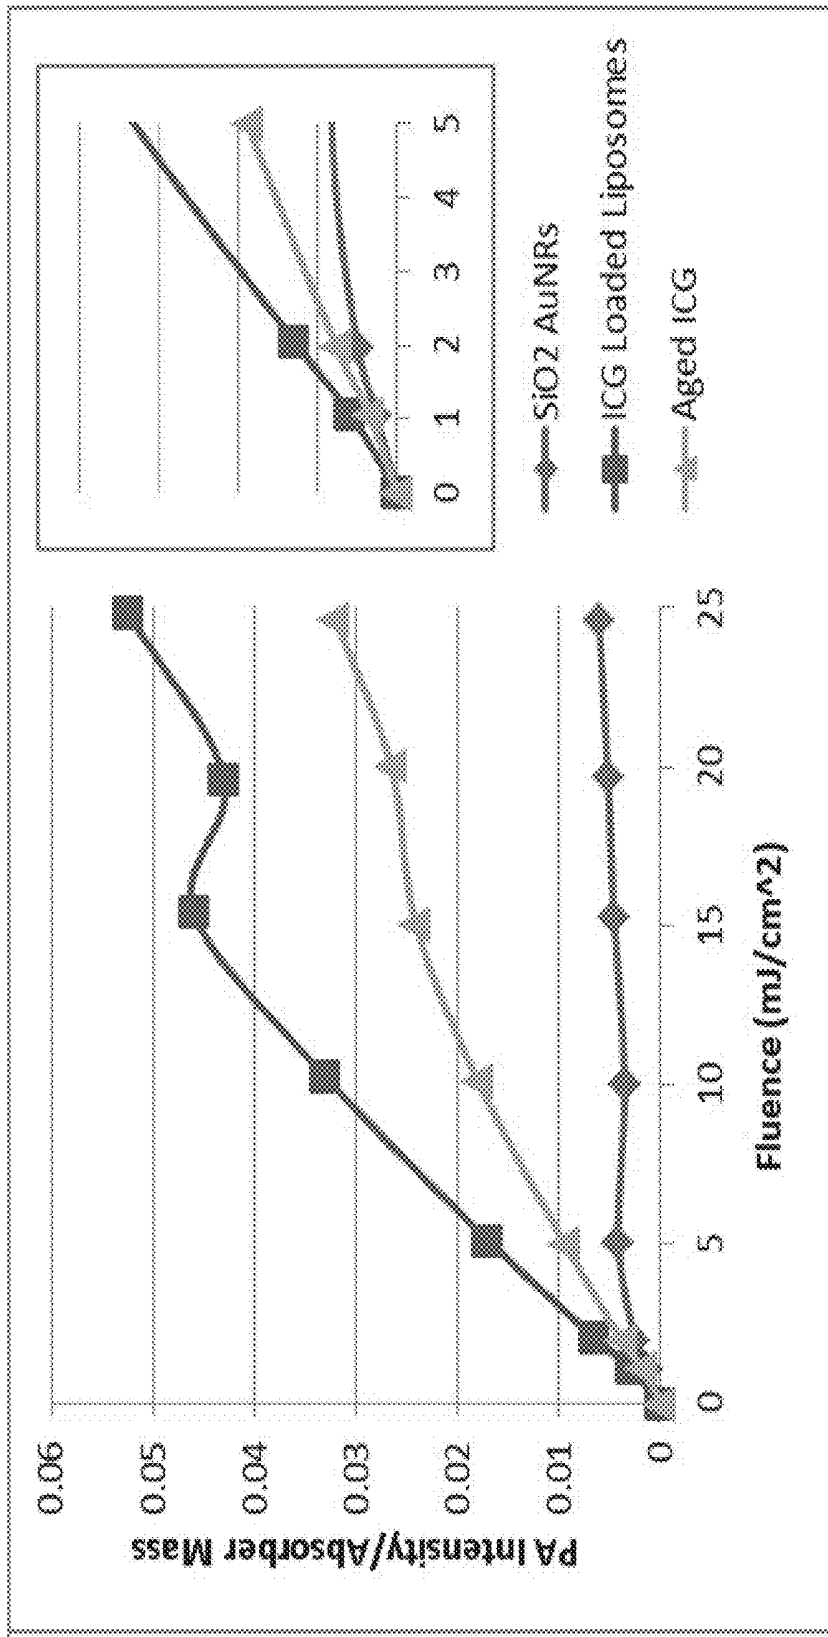 PA Intensity/Absorber Mass
0.06
0.05
0.04
0.03
0.02
0.01
0
0 5 10 15 20 25
Fluence (mJ/cm^2)
0 1 2 3 4 5
SiO2 AuNRs
ICG Loaded Liposomes
Aged ICG